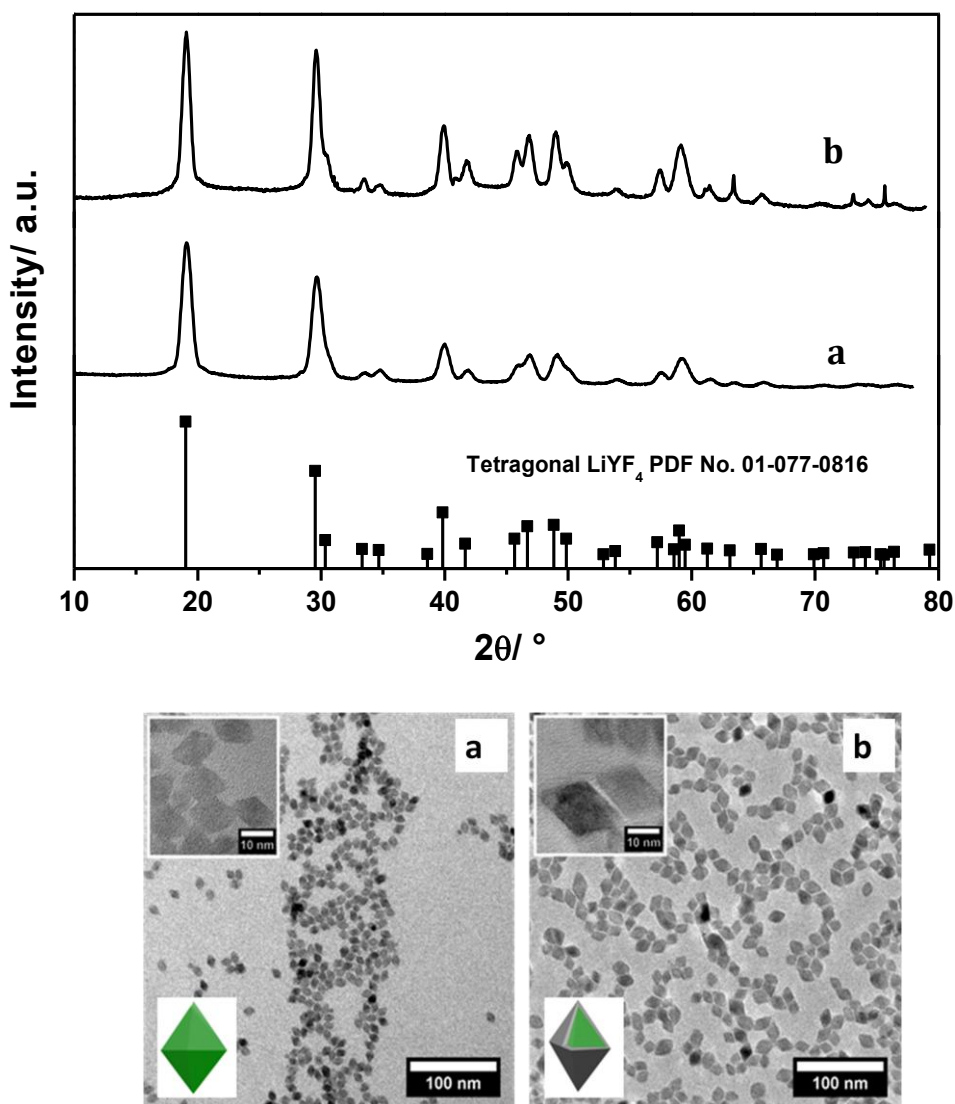 b
a
Intensity/ a.u.
Tetragonal LiYF₄ PDF No. 01-077-0816
10 20 30 40 50 60 70 80
2θ/ °
a
10 nm
100 nm
b
10 nm
100 nm